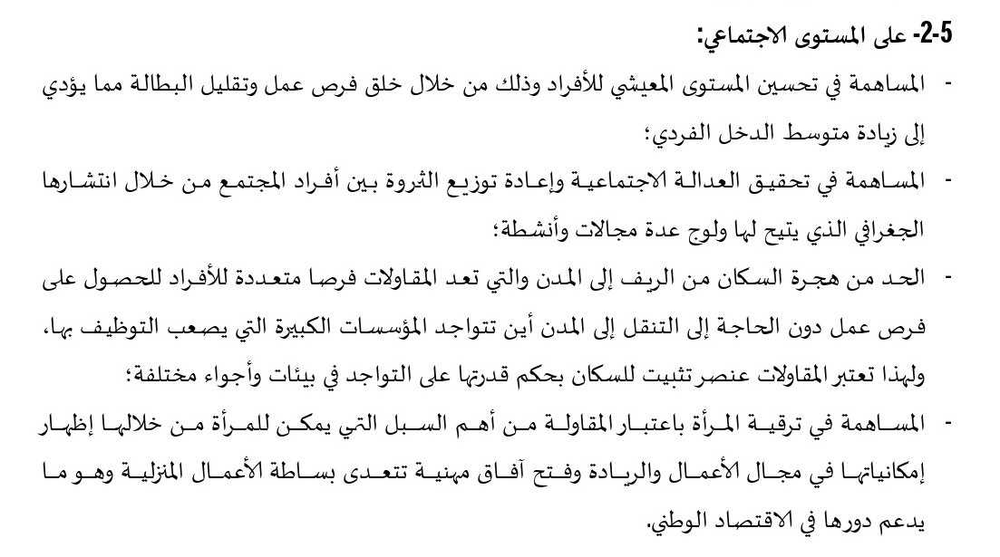 5-2- على المستوى الاجتماعي:
- المساهمة في تحسين المستوى المعيشي للأفراد وذلك من خلال خلق فرص عمل وتقليل البطالة مما يؤدي
إلى زيادة متوسط الدخل الفردي؛
- المساهمة في تحقيق العدالة الاجتماعية وإعادة توزيع الثروة بين أفراد المجتمع من خلال انتشارها
الجغرافي الذي يتيح لها ولوج عدة مجالات وأنشطة؛
- الحد من هجرة السكان من الريف إلى المدن والتي تعد المقاولات فرصا متعددة للأفراد للحصول على
فرص عمل دون الحاجة إلى التنقل إلى المدن أين تتواجد المؤسسات الكبيرة التي يصعب التوظيف بها،
ولهذا تعتبر المقاولات عنصر تثبيت للسكان بحكم قدرتها على التواجد في بيئات وأجواء مختلفة؛
- المساهمة في ترقية المرأة باعتبار المقاولة من أهم السبل التي يمكن للمرأة من خلالها إظهار
إمكانياتها في مجال الأعمال والريادة وفتح آفاق مهنية تتعدى بساطة الأعمال المنزلية وهو ما
يدعم دورها في الاقتصاد الوطني.